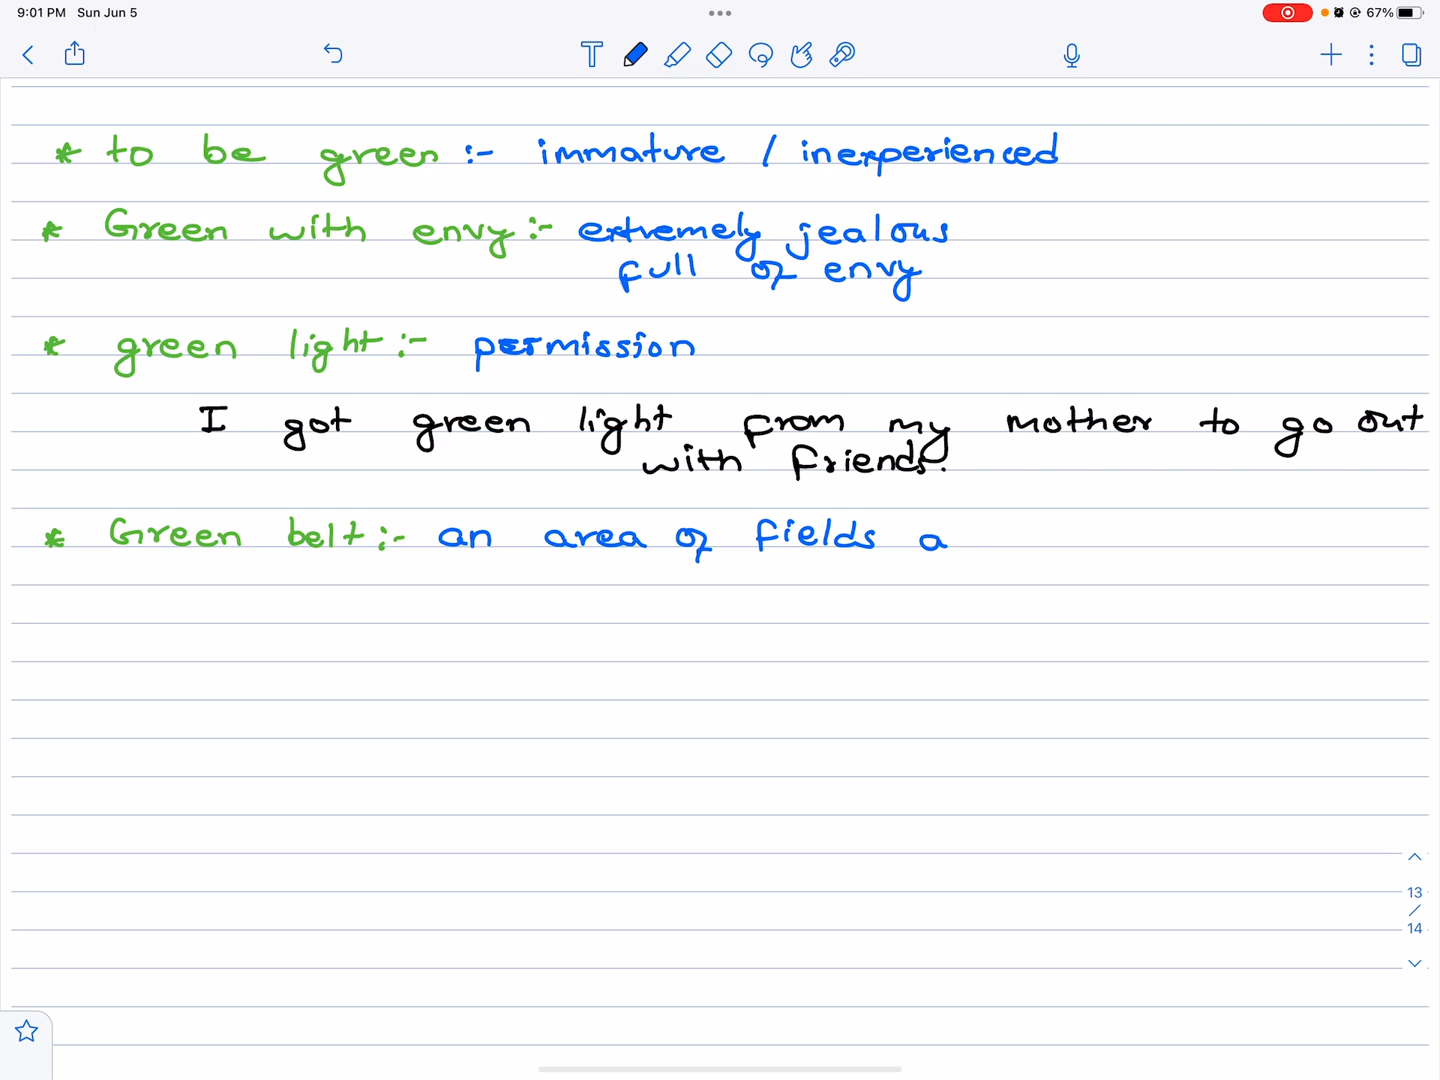 9:01 PM Sun Jun 5
67%
* to be green :- immature / inexperienced
* Green with envy :- extremely jealous
full of envy
* green light :- permission
I got green light from my mother to go out
with friends.
* Green belt :- an area of fields a
13
/
14